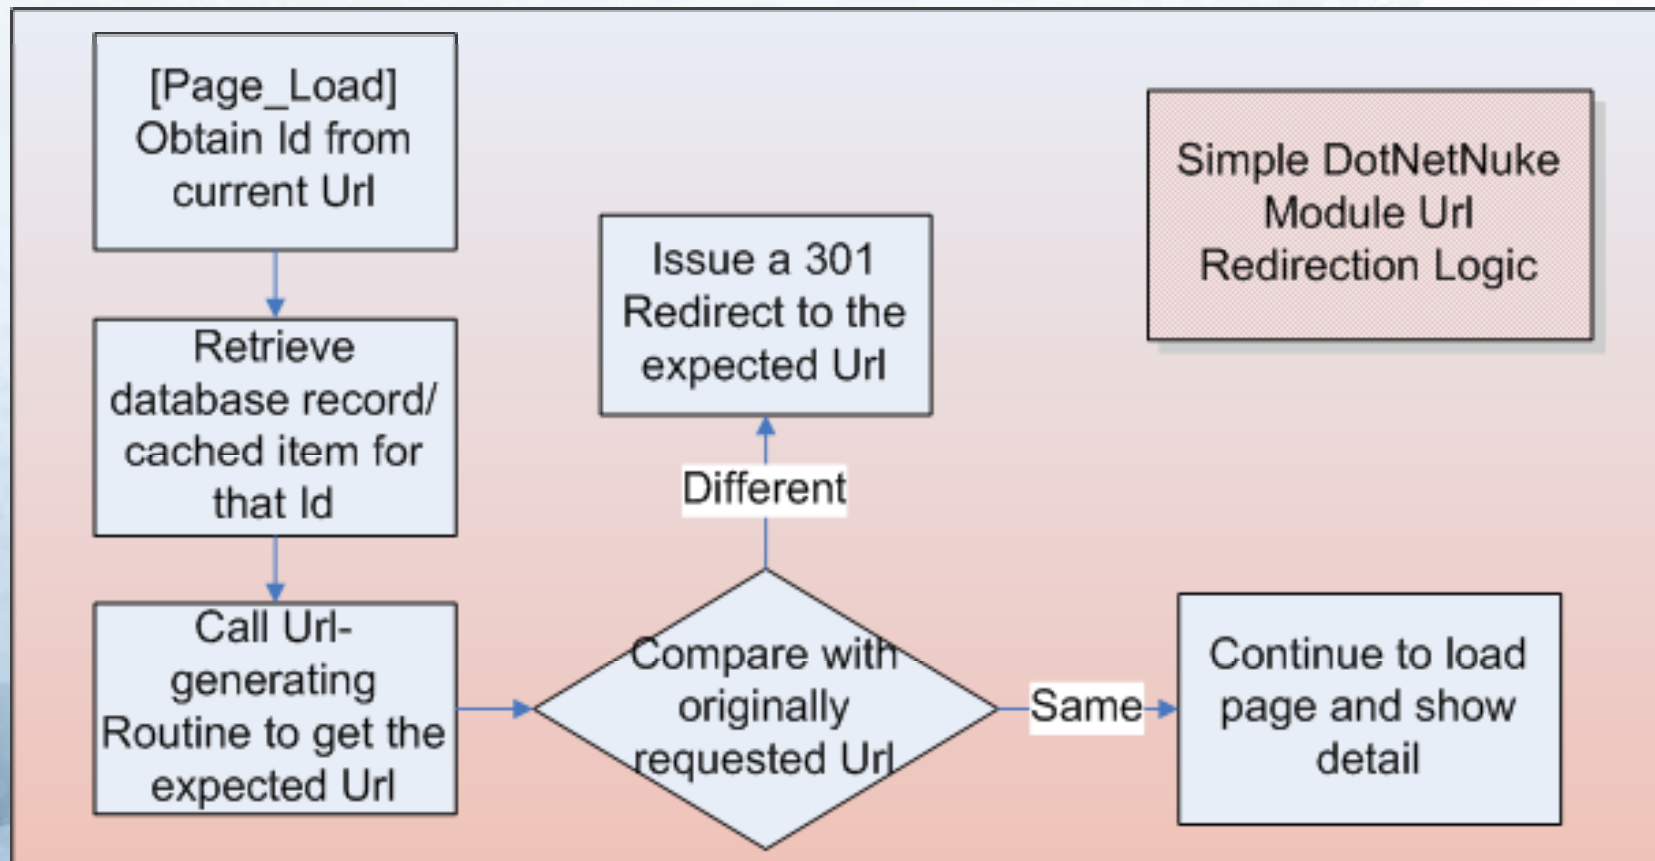 [Page_Load]
Obtain Id from
current Url
Retrieve
database record/
cached item for
that Id
Call Url-
generating
Routine to get the
expected Url
Compare with
originally
requested Url
Different
Issue a 301
Redirect to the
expected Url
Same
Continue to load
page and show
detail
Simple DotNetNuke
Module Url
Redirection Logic